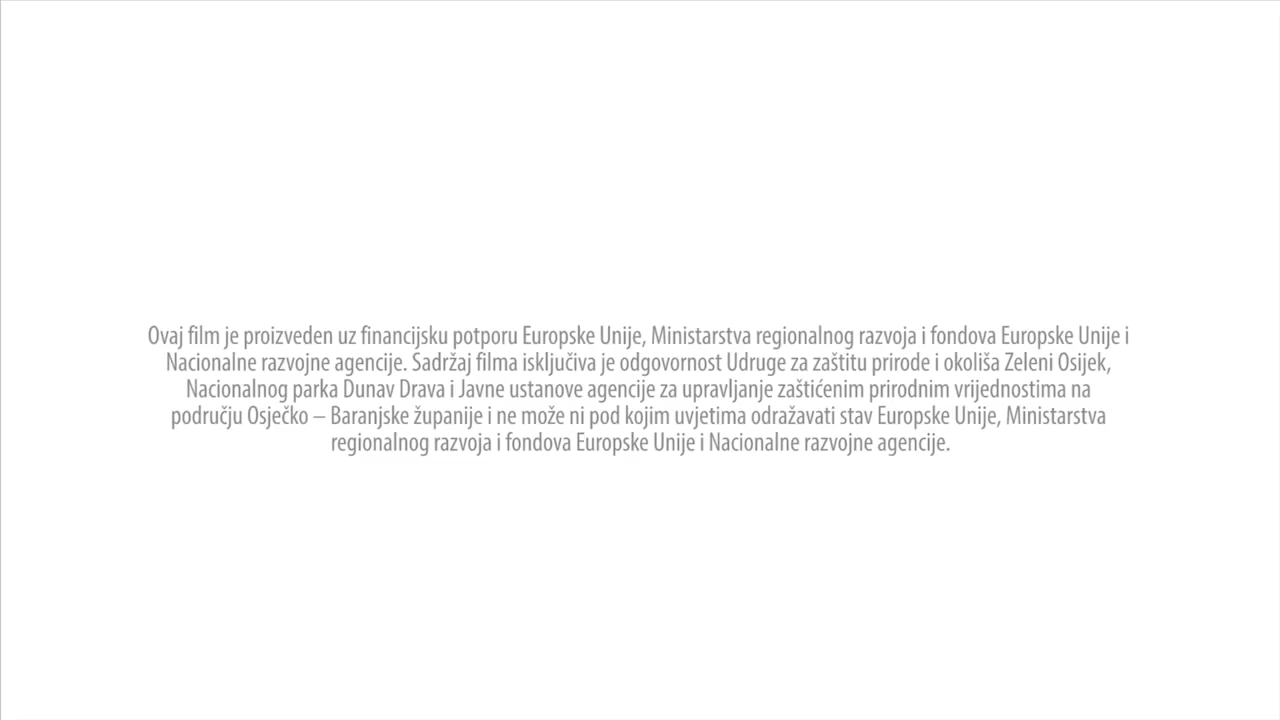 Ovaj film je proizveden uz financijsku potporu Europske Unije, Ministarstva regionalnog razvoja i fondova Europske Unije i
Nacionalne razvojne agencije. Sadržaj filma isključiva je odgovornost Udruge za zaštitu prirode i okoliša Zeleni Osijek,
Nacionalnog parka Dunav Drava i Javne ustanove agencije za upravljanje zaštićenim prirodnim vrijednostima na
području Osječko – Baranjske županije i ne može ni pod kojim uvjetima odražavati stav Europske Unije, Ministarstva
regionalnog razvoja i fondova Europske Unije i Nacionalne razvojne agencije.